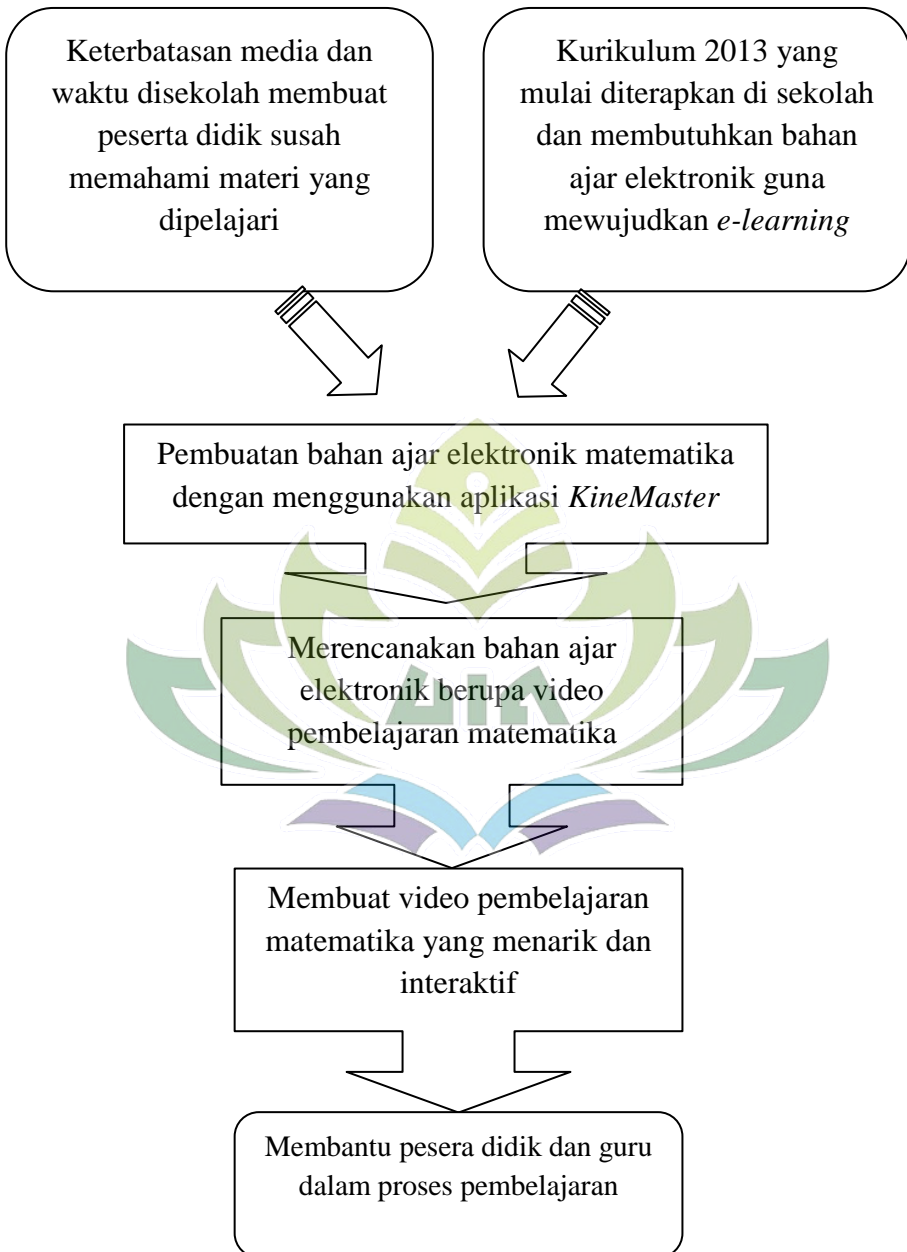 Keterbatasan media dan
waktu disekolah membuat
peserta didik susah
memahami materi yang
dipelajari
Kurikulum 2013 yang
mulai diterapkan di sekolah
dan membutuhkan bahan
ajar elektronik guna
mewujudkan e-learning
Pembuatan bahan ajar elektronik matematika
dengan menggunakan aplikasi KineMaster
Merencanakan bahan ajar
elektronik berupa video
pembelajaran matematika
UIN
Membuat video pembelajaran
matematika yang menarik dan
interaktif
Membantu pesera didik dan guru
dalam proses pembelajaran